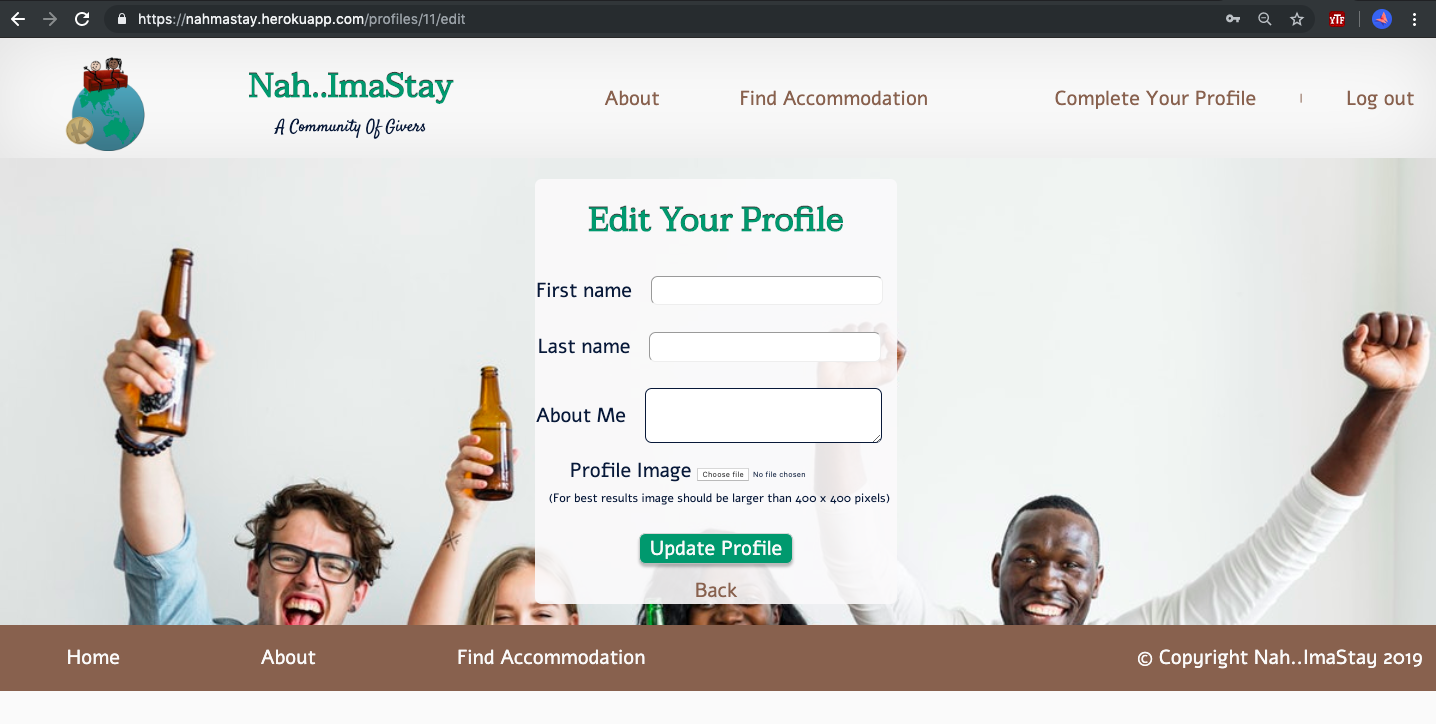 https://nahmastay.herokuapp.com/profiles/11/edit
YTF
Nah..ImaStay
A Community Of Givers
About
Find Accommodation
Complete Your Profile
Log out
Edit Your Profile
First name
Last name
About Me
Profile Image Choose file No file chosen
(For best results image should be larger than 400 x 400 pixels)
Update Profile
Back
Home
About
Find Accommodation
© Copyright Nah..ImaStay 2019